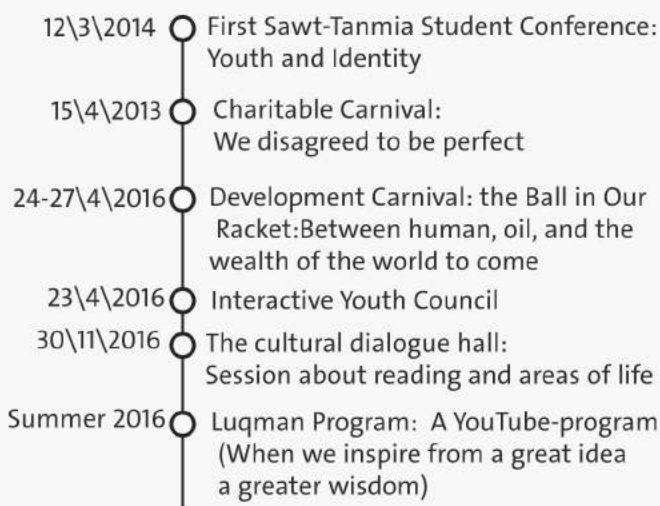 12\3\2014 First Sawt-Tanmia Student Conference:
Youth and Identity
15\4\2013 Charitable Carnival:
We disagreed to be perfect
24-27\4\2016 Development Carnival: the Ball in Our
Racket:Between human, oil, and the
wealth of the world to come
23\4\2016 Interactive Youth Council
30\11\2016 The cultural dialogue hall:
Session about reading and areas of life
Summer 2016 Luqman Program: A YouTube-program
(When we inspire from a great idea
a greater wisdom)